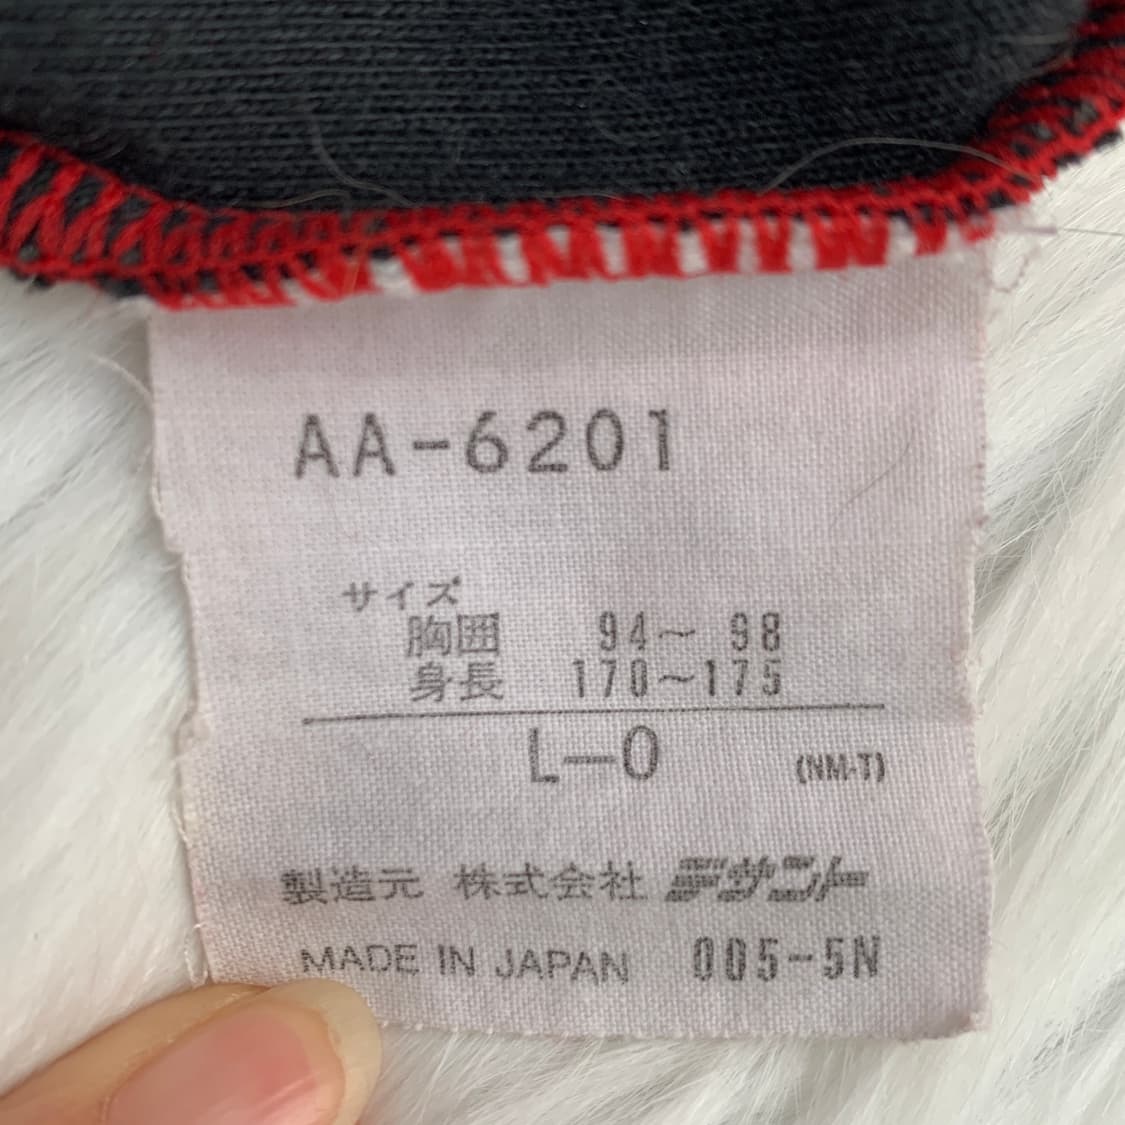 AA-6201
サイズ
胸囲 94～ 98
身長 170～175
L—O (NM-T)
製造元 株式会社 デサント
MADE IN JAPAN 005-5N